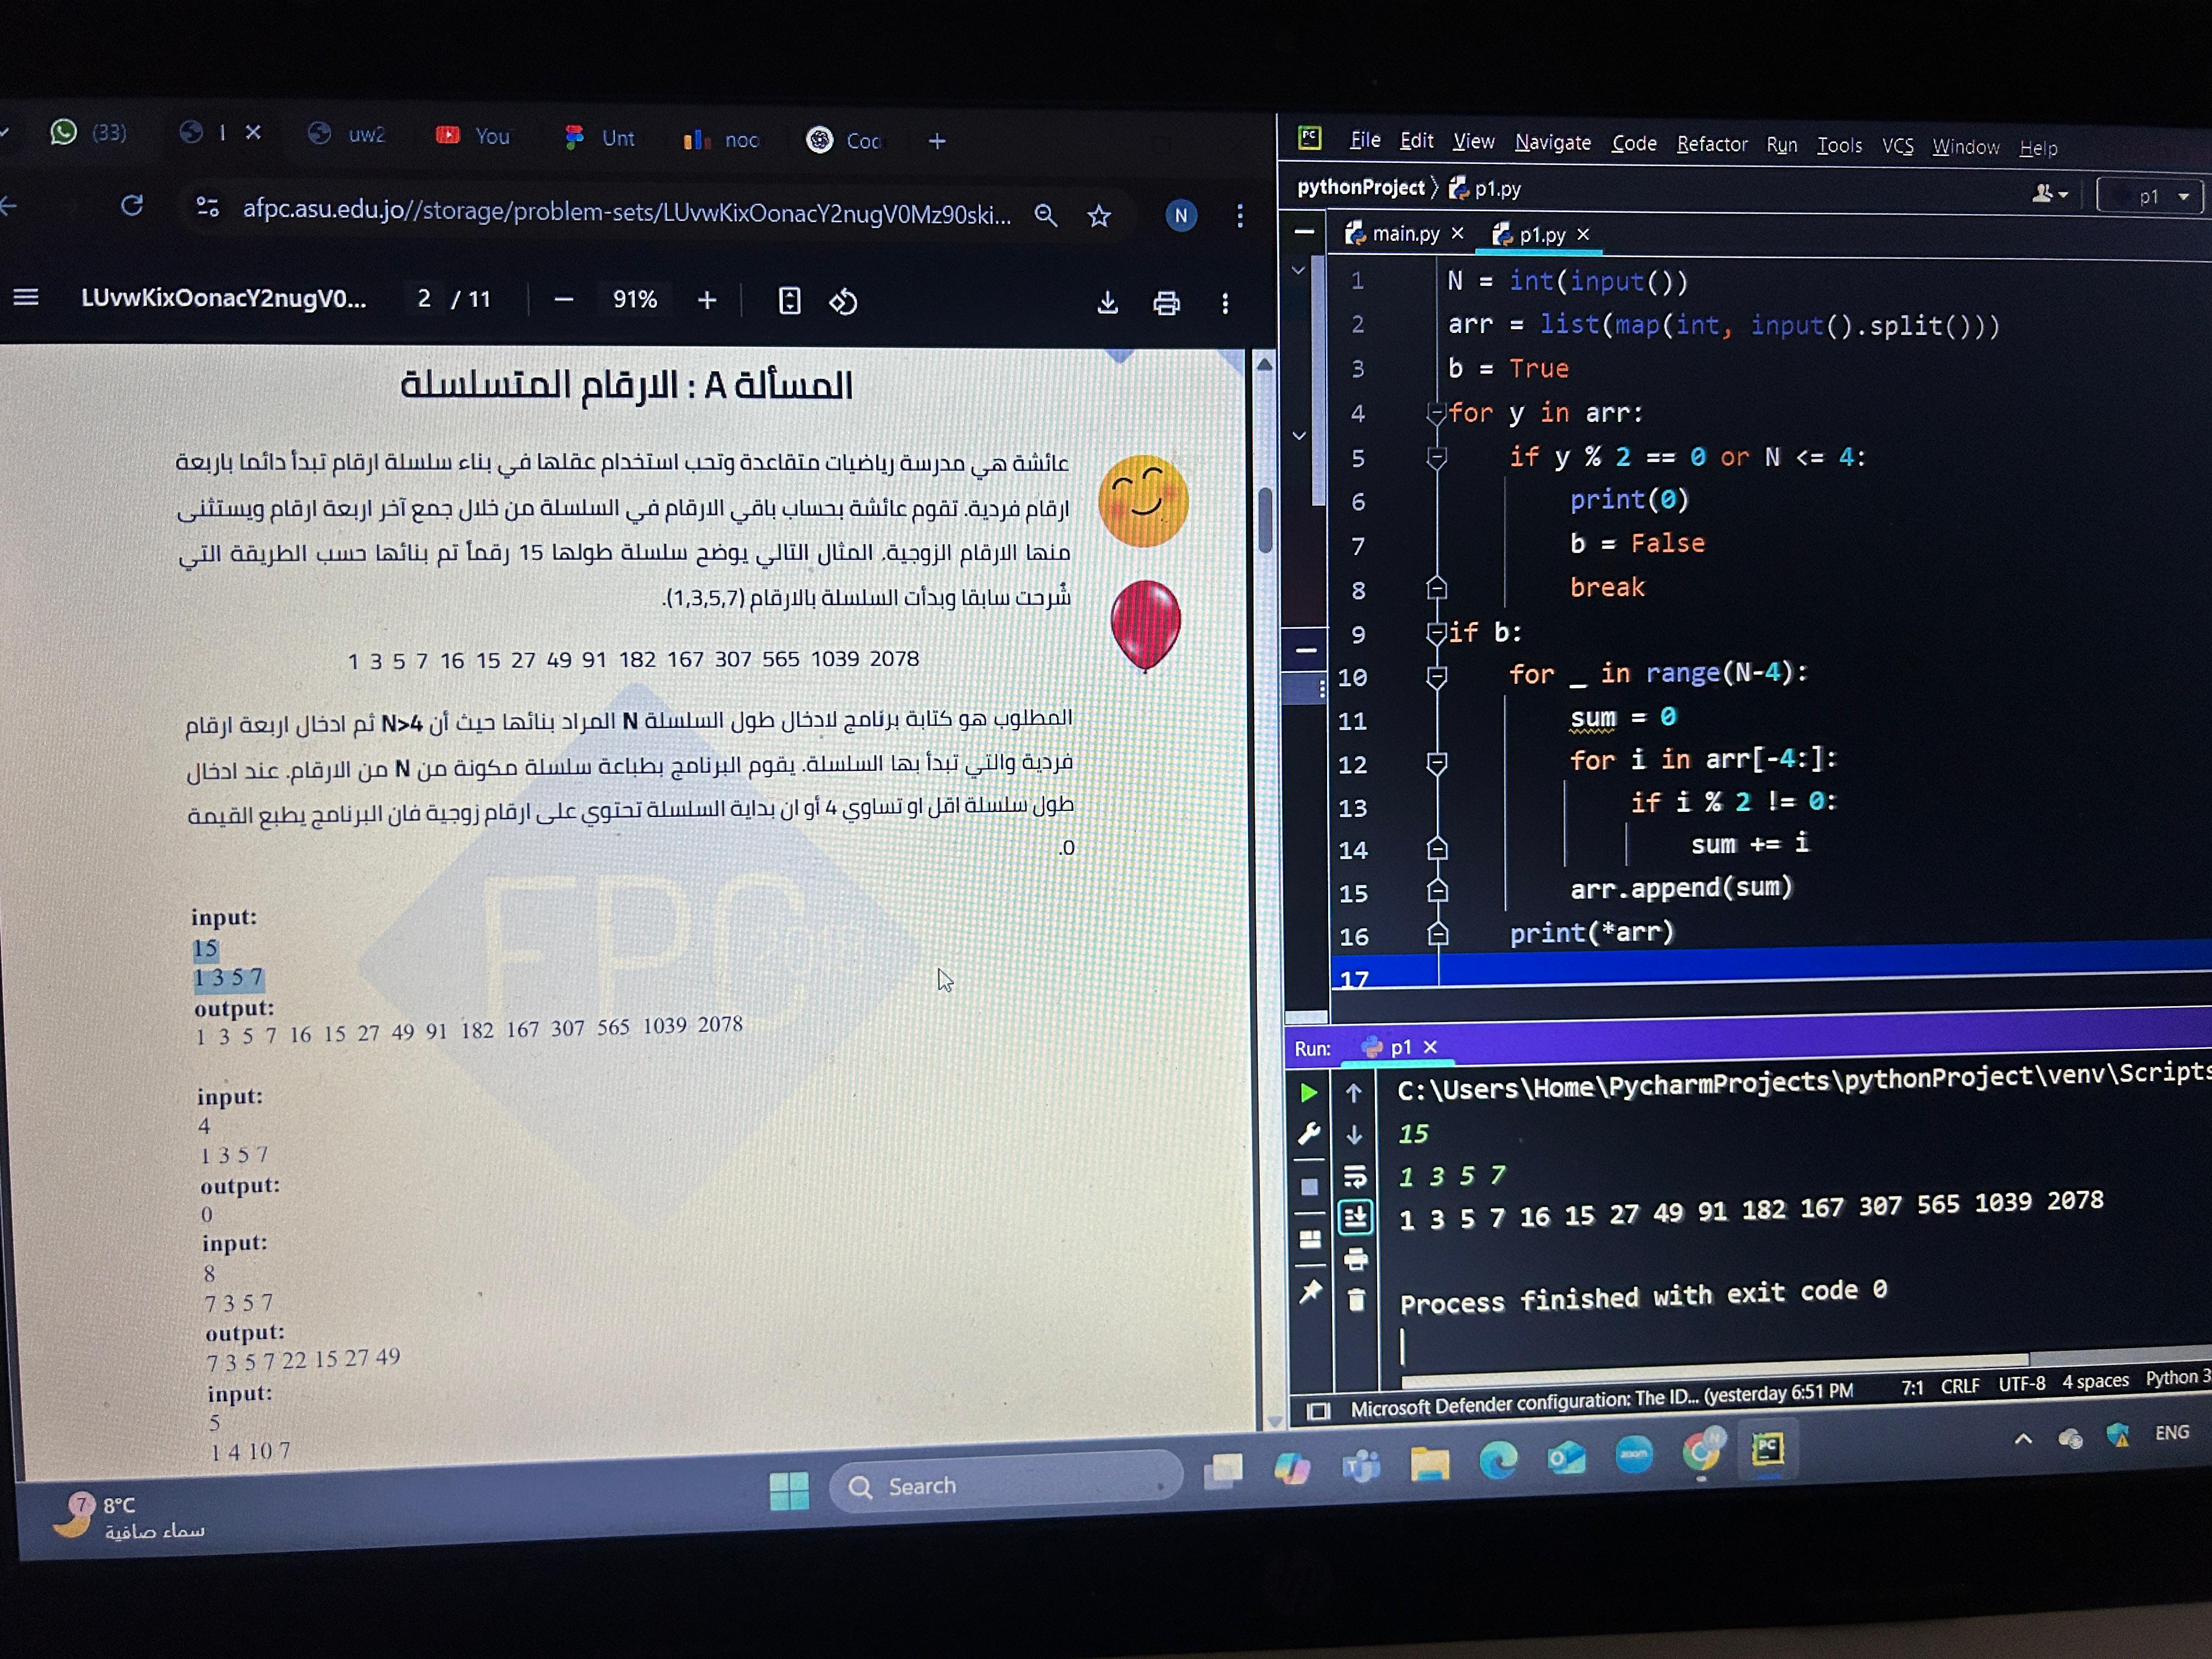 (33)
1
uw2
You
Unt
noc
Coc
afpc.asu.edu.jo//storage/problem-sets/LUvwKixOonacY2nugV0Mz90ski...
N
LUvwKixOonacY2nugV0...
2 / 11
91%
المسألة A : الارقام المتسلسلة
عائشة هي مدرسة رياضيات متقاعدة وتحب استخدام عقلها في بناء سلسلة ارقام تبدأ دائما باربعة
ارقام فردية. تقوم عائشة بحساب باقي الارقام في السلسلة من خلال جمع آخر اربعة ارقام ويستثنى
منها الارقام الزوجية. المثال التالي يوضح سلسلة طولها 15 رقماً تم بنائها حسب الطريقة التي
شُرحت سابقا وبدأت السلسلة بالارقام (1,3,5,7).
1 3 5 7 16 15 27 49 91 182 167 307 565 1039 2078
المطلوب هو كتابة برنامج لادخال طول السلسلة N المراد بنائها حيث أن N>4 ثم ادخال اربعة ارقام
فردية والتي تبدأ بها السلسلة. يقوم البرنامج بطباعة سلسلة مكونة من N من الارقام. عند ادخال
طول سلسلة اقل او تساوي 4 أو ان بداية السلسلة تحتوي على ارقام زوجية فان البرنامج يطبع القيمة
0.
FPC
input:
15
1 3 5 7
output:
1 3 5 7 16 15 27 49 91 182 167 307 565 1039 2078
input:
4
1 3 5 7
output:
0
input:
8
7 3 5 7
output:
7 3 5 7 22 15 27 49
input:
5
1 4 10 7
PC
File Edit View Navigate Code Refactor Run Tools VCS Window Help
pythonProject p1.py
p1
main.py
p1.py
1 N = int(input())
2 arr = list(map(int, input().split()))
3 b = True
4 for y in arr:
5 if y % 2 == 0 or N <= 4:
6 print(0)
7 b = False
8 break
9 if b:
10 for _ in range(N-4):
11 sum = 0
12 for i in arr[-4:]:
13 if i % 2 != 0:
14 sum += i
15 arr.append(sum)
16 print(*arr)
17
Run: p1
C:\Users\Home\PycharmProjects\pythonProject\venv\Scripts
15
1 3 5 7
1 3 5 7 16 15 27 49 91 182 167 307 565 1039 2078
Process finished with exit code 0
Microsoft Defender configuration: The ID... (yesterday 6:51 PM
7:1 CRLF UTF-8 4 spaces Python 3
7
8°C
سماء صافية
Search
zoom
PC
ENG